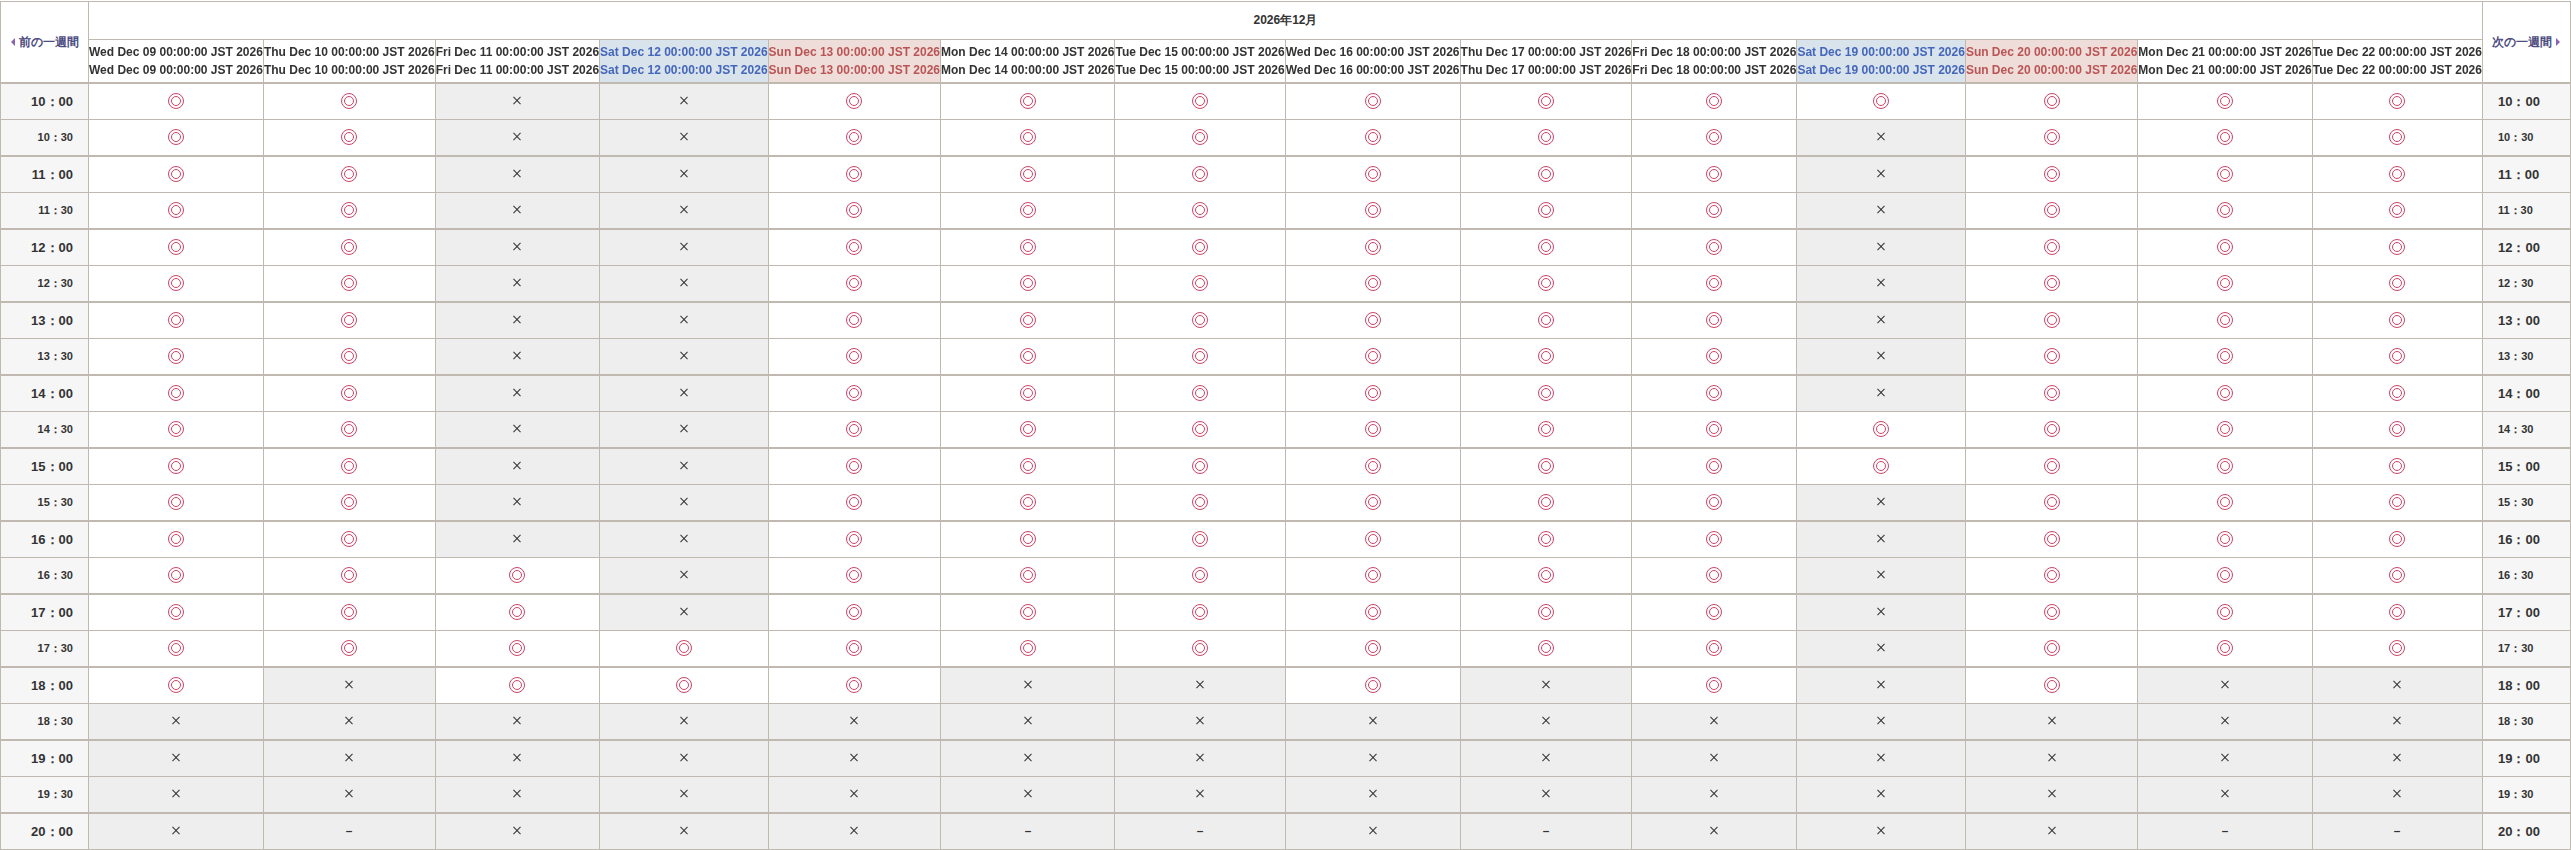 前の一週間 2026年12月 次の一週間
Wed Dec 09 00:00:00 JST 2026 Thu Dec 10 00:00:00 JST 2026 Fri Dec 11 00:00:00 JST 2026 Sat Dec 12 00:00:00 JST 2026 Sun Dec 13 00:00:00 JST 2026 Mon Dec 14 00:00:00 JST 2026 Tue Dec 15 00:00:00 JST 2026 Wed Dec 16 00:00:00 JST 2026 Thu Dec 17 00:00:00 JST 2026 Fri Dec 18 00:00:00 JST 2026 Sat Dec 19 00:00:00 JST 2026 Sun Dec 20 00:00:00 JST 2026 Mon Dec 21 00:00:00 JST 2026 Tue Dec 22 00:00:00 JST 2026
Wed Dec 09 00:00:00 JST 2026 Thu Dec 10 00:00:00 JST 2026 Fri Dec 11 00:00:00 JST 2026 Sat Dec 12 00:00:00 JST 2026 Sun Dec 13 00:00:00 JST 2026 Mon Dec 14 00:00:00 JST 2026 Tue Dec 15 00:00:00 JST 2026 Wed Dec 16 00:00:00 JST 2026 Thu Dec 17 00:00:00 JST 2026 Fri Dec 18 00:00:00 JST 2026 Sat Dec 19 00:00:00 JST 2026 Sun Dec 20 00:00:00 JST 2026 Mon Dec 21 00:00:00 JST 2026 Tue Dec 22 00:00:00 JST 2026
10：00 ◎ ◎ × × ◎ ◎ ◎ ◎ ◎ ◎ ◎ ◎ ◎ ◎ 10：00
10：30 ◎ ◎ × × ◎ ◎ ◎ ◎ ◎ ◎ × ◎ ◎ ◎ 10：30
11：00 ◎ ◎ × × ◎ ◎ ◎ ◎ ◎ ◎ × ◎ ◎ ◎ 11：00
11：30 ◎ ◎ × × ◎ ◎ ◎ ◎ ◎ ◎ × ◎ ◎ ◎ 11：30
12：00 ◎ ◎ × × ◎ ◎ ◎ ◎ ◎ ◎ × ◎ ◎ ◎ 12：00
12：30 ◎ ◎ × × ◎ ◎ ◎ ◎ ◎ ◎ × ◎ ◎ ◎ 12：30
13：00 ◎ ◎ × × ◎ ◎ ◎ ◎ ◎ ◎ × ◎ ◎ ◎ 13：00
13：30 ◎ ◎ × × ◎ ◎ ◎ ◎ ◎ ◎ × ◎ ◎ ◎ 13：30
14：00 ◎ ◎ × × ◎ ◎ ◎ ◎ ◎ ◎ × ◎ ◎ ◎ 14：00
14：30 ◎ ◎ × × ◎ ◎ ◎ ◎ ◎ ◎ ◎ ◎ ◎ ◎ 14：30
15：00 ◎ ◎ × × ◎ ◎ ◎ ◎ ◎ ◎ ◎ ◎ ◎ ◎ 15：00
15：30 ◎ ◎ × × ◎ ◎ ◎ ◎ ◎ ◎ × ◎ ◎ ◎ 15：30
16：00 ◎ ◎ × × ◎ ◎ ◎ ◎ ◎ ◎ × ◎ ◎ ◎ 16：00
16：30 ◎ ◎ ◎ × ◎ ◎ ◎ ◎ ◎ ◎ × ◎ ◎ ◎ 16：30
17：00 ◎ ◎ ◎ × ◎ ◎ ◎ ◎ ◎ ◎ × ◎ ◎ ◎ 17：00
17：30 ◎ ◎ ◎ ◎ ◎ ◎ ◎ ◎ ◎ ◎ × ◎ ◎ ◎ 17：30
18：00 ◎ × ◎ ◎ ◎ × × ◎ × ◎ × ◎ × × 18：00
18：30 × × × × × × × × × × × × × × 18：30
19：00 × × × × × × × × × × × × × × 19：00
19：30 × × × × × × × × × × × × × × 19：30
20：00 × － × × × － － × － × × × － － 20：00